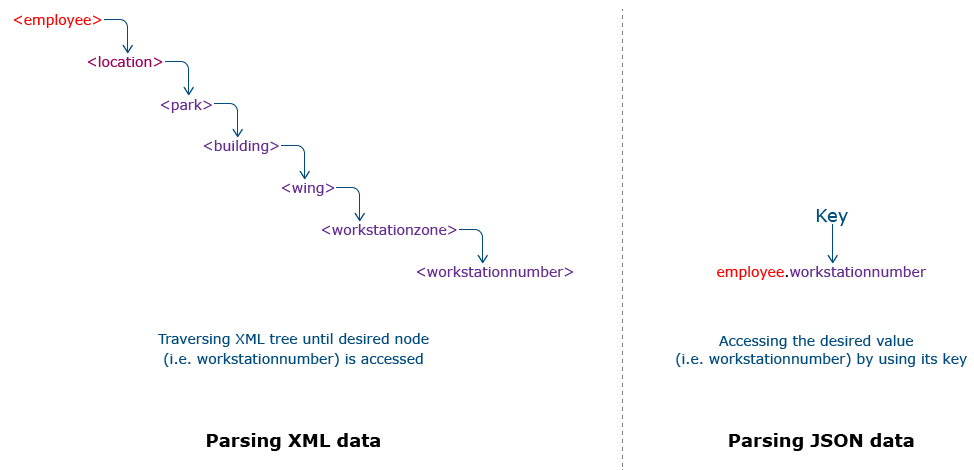 <employee>
<location>
<park>
<building>
<wing>
<workstationzone>
<workstationnumber>
Traversing XML tree until desired node
(i.e. workstationnumber) is accessed
Parsing XML data
Key
employee.workstationnumber
Accessing the desired value
(i.e. workstationnumber) by using its key
Parsing JSON data